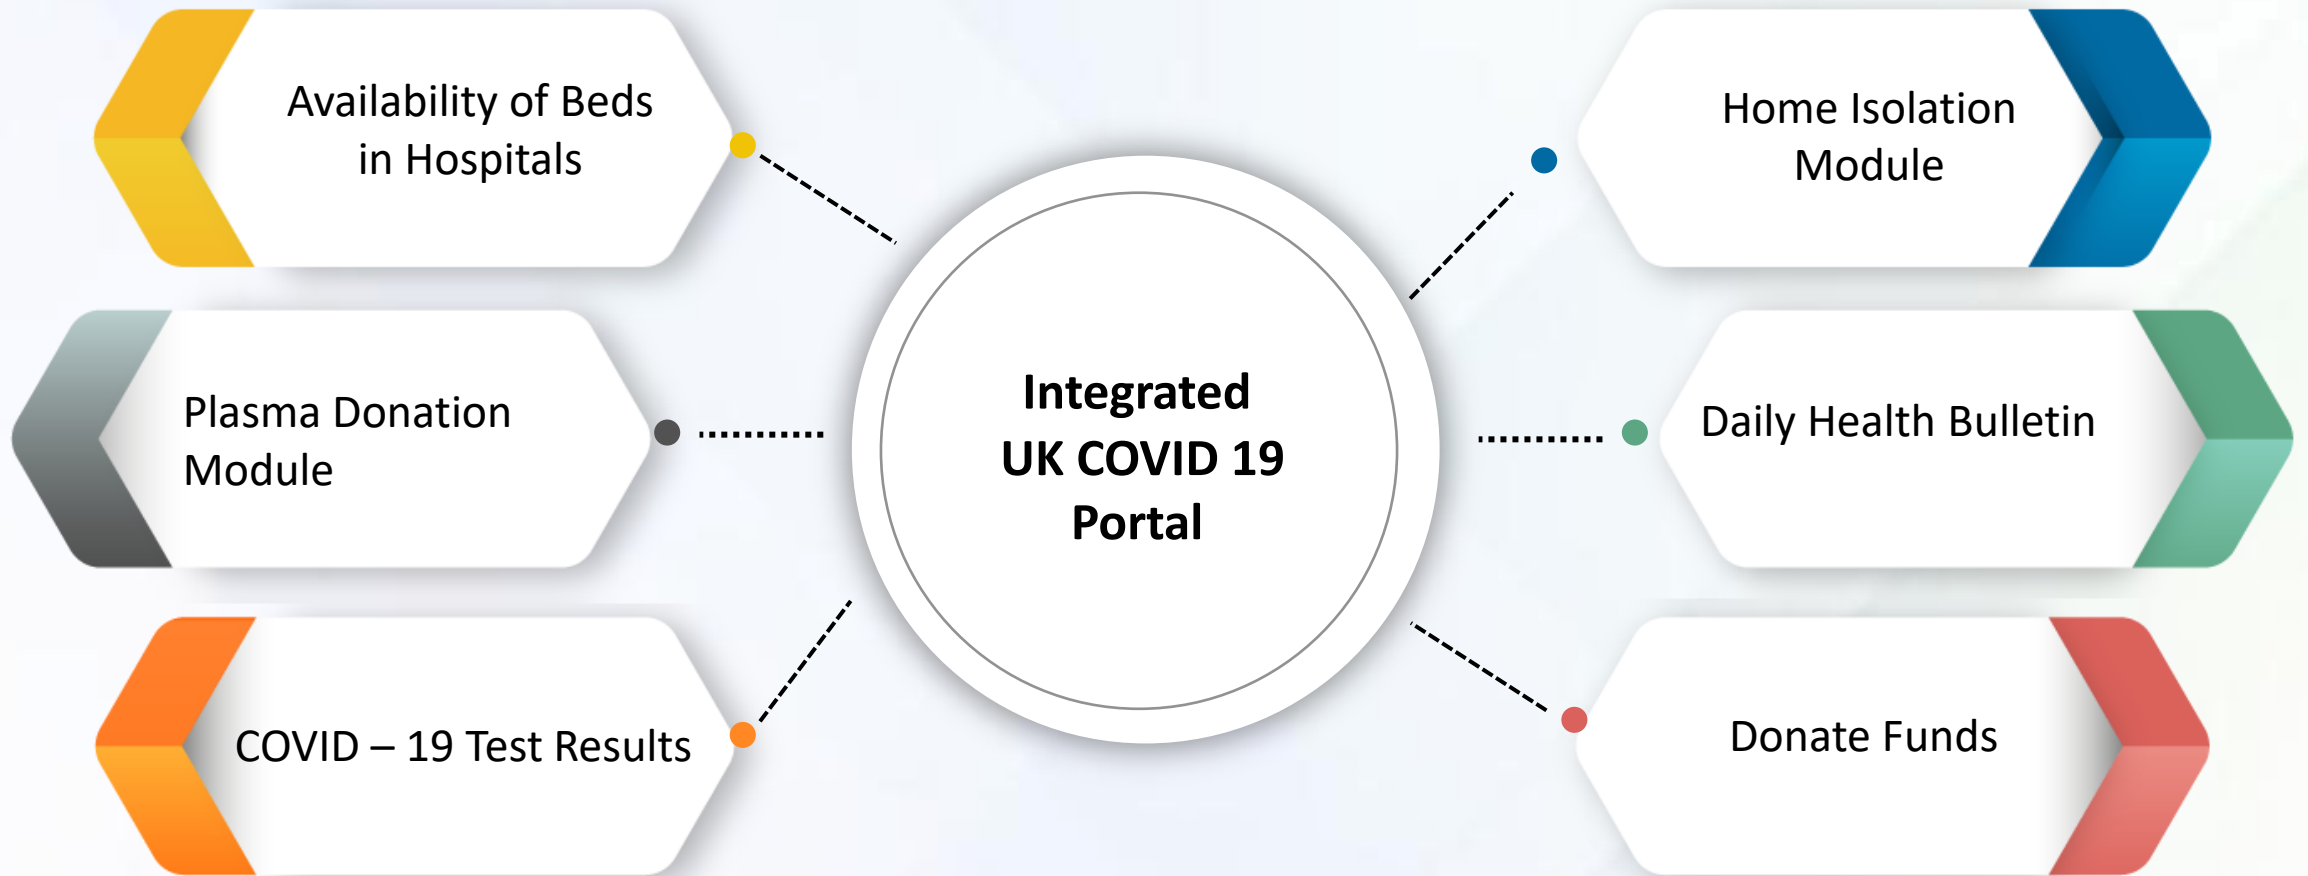 Availability of Beds
in Hospitals
Plasma Donation
Module
COVID – 19 Test Results
Integrated
UK COVID 19
Portal
Home Isolation
Module
Daily Health Bulletin
Donate Funds